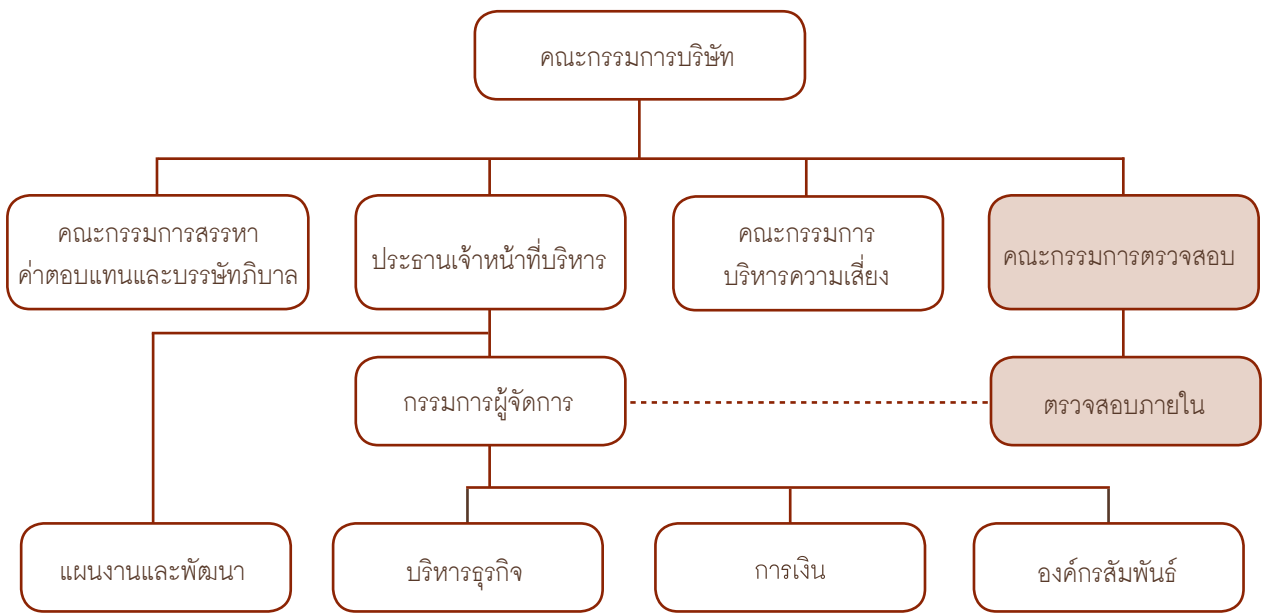 คณะกรรมการบริษัท
คณะกรรมการสรรหา
ค่าตอบแทนและบรรษัทภิบาล
ประธานเจ้าหน้าที่บริหาร
คณะกรรมการ
บริหารความเสี่ยง
คณะกรรมการตรวจสอบ
กรรมการผู้จัดการ
ตรวจสอบภายใน
แผนงานและพัฒนา
บริหารธุรกิจ
การเงิน
องค์กรสัมพันธ์